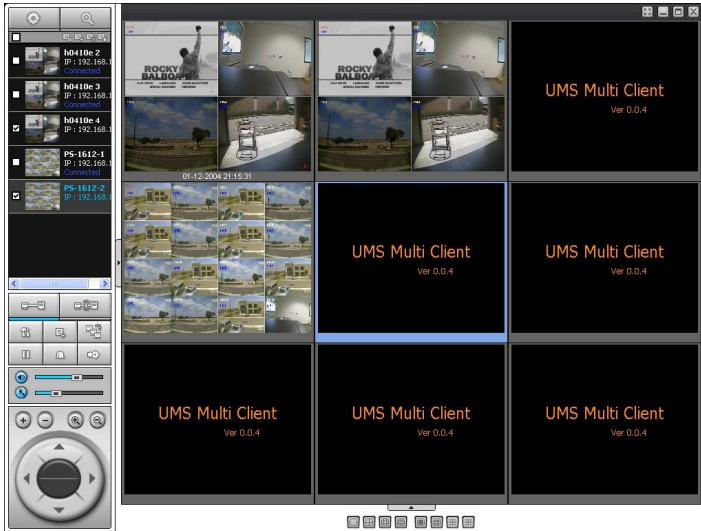 h0410e 2
IP : 192.168.1
Connected
h0410e 3
IP : 192.168.1
Connected
h0410e 4
IP : 192.168.1
PS-1612-1
IP : 192.168.1
PS-1612-2
IP : 192.168.1
ROCKY
BALBOA
ROCKY
BALBOA
01-12-2004 21:15:31
UMS Multi Client
Ver 0.0.4
UMS Multi Client
Ver 0.0.4
UMS Multi Client
Ver 0.0.4
UMS Multi Client
Ver 0.0.4
UMS Multi Client
Ver 0.0.4
UMS Multi Client
Ver 0.0.4